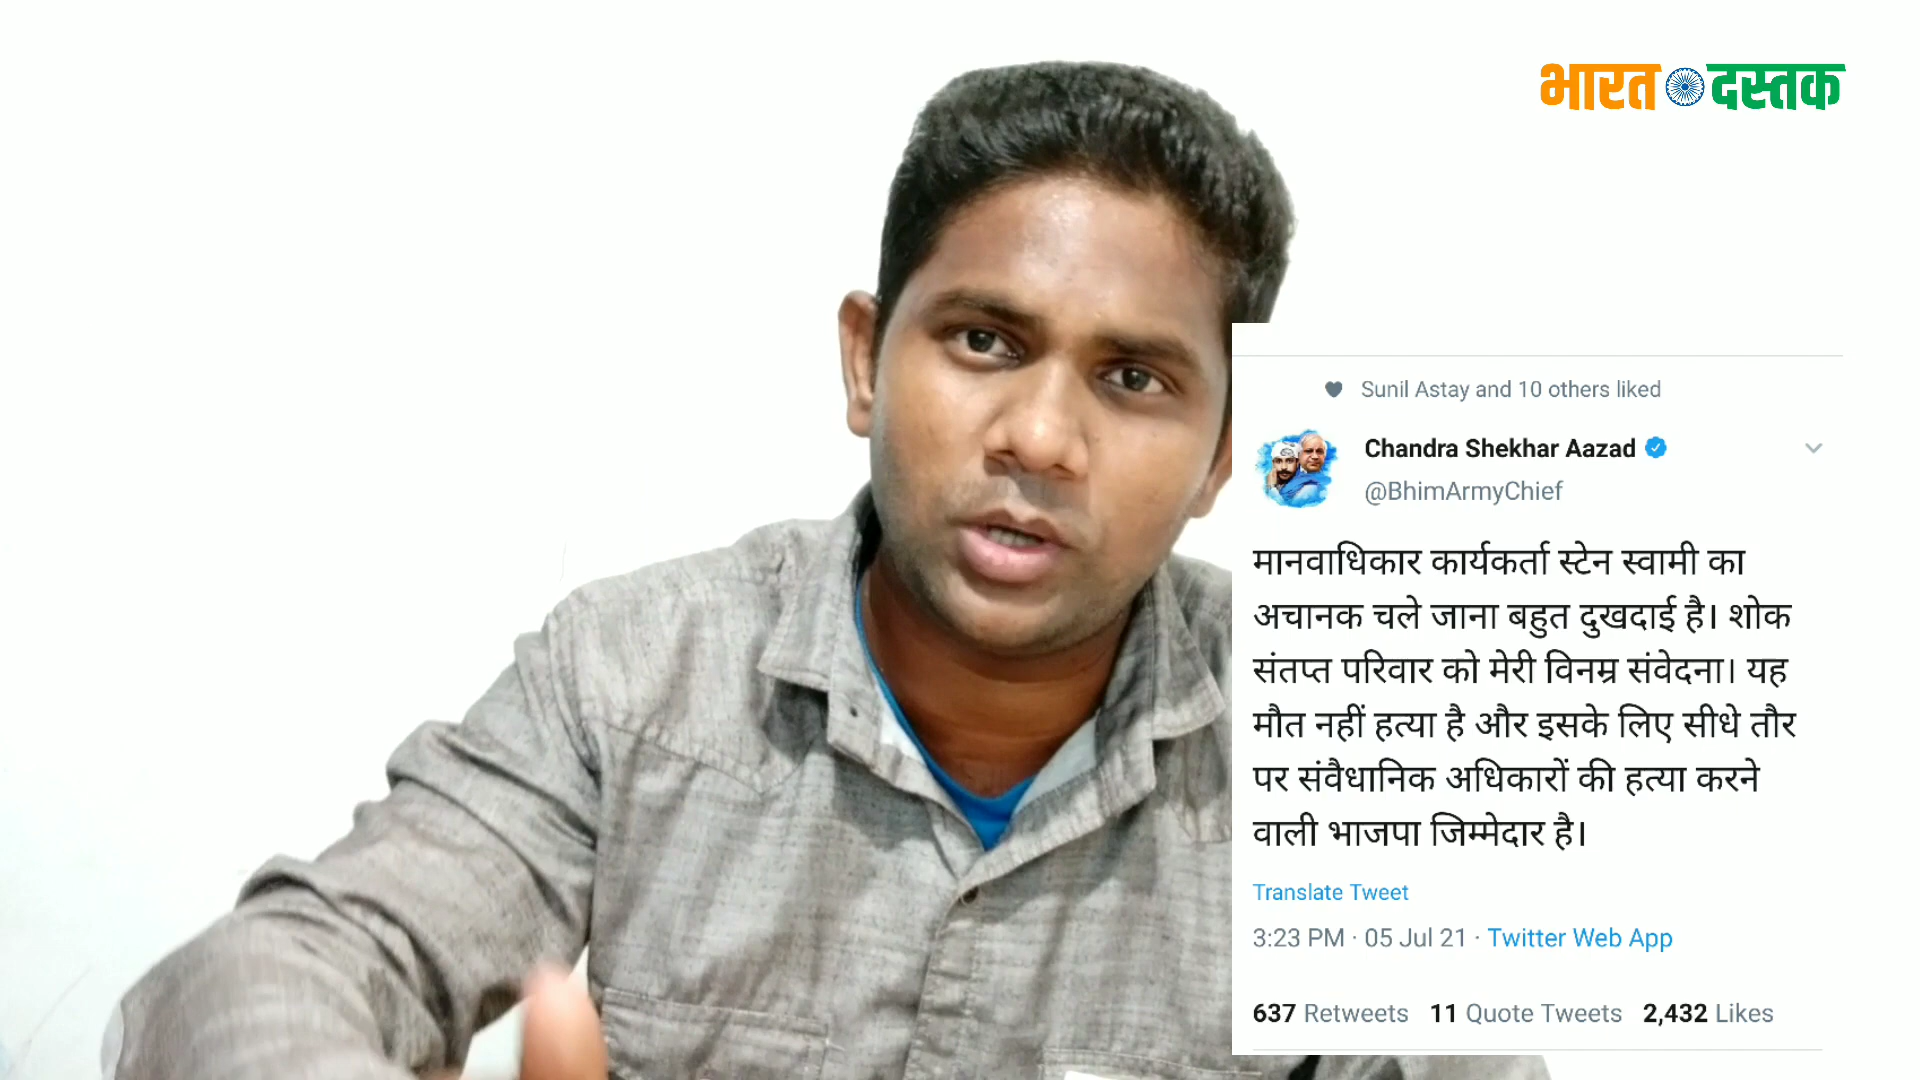 भारत दस्तक
Sunil Astay and 10 others liked
Chandra Shekhar Aazad
@BhimArmyChief
मानवाधिकार कार्यकर्ता स्टेन स्वामी का
अचानक चले जाना बहुत दुखदाई है। शोक
संतप्त परिवार को मेरी विनम्र संवेदना। यह
मौत नहीं हत्या है और इसके लिए सीधे तौर
पर संवैधानिक अधिकारों की हत्या करने
वाली भाजपा जिम्मेदार है।
Translate Tweet
3:23 PM · 05 Jul 21 · Twitter Web App
637 Retweets 11 Quote Tweets 2,432 Likes